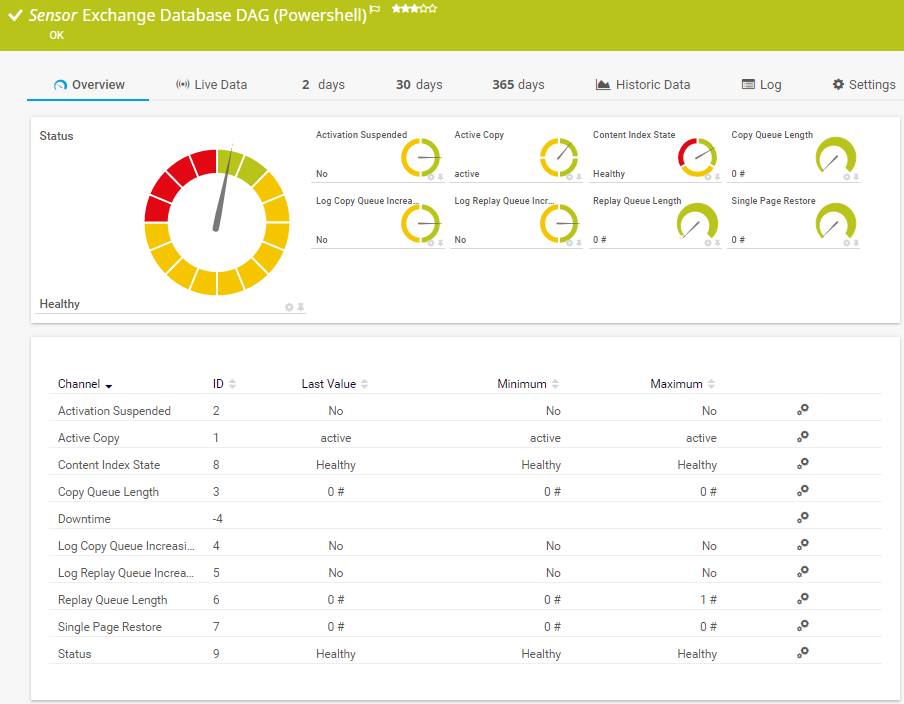 Sensor Exchange Database DAG (Powershell)
OK
Overview Live Data 2 days 30 days 365 days Historic Data Log Settings
Status
Healthy
Activation Suspended
No
Active Copy
active
Content Index State
Healthy
Copy Queue Length
0 #
Log Copy Queue Increa...
No
Log Replay Queue Incr...
No
Replay Queue Length
0 #
Single Page Restore
0 #
Channel ID Last Value Minimum Maximum
Activation Suspended 2 No No No
Active Copy 1 active active active
Content Index State 8 Healthy Healthy Healthy
Copy Queue Length 3 0 # 0 # 0 #
Downtime -4
Log Copy Queue Increasi... 4 No No No
Log Replay Queue Increa... 5 No No No
Replay Queue Length 6 0 # 0 # 1 #
Single Page Restore 7 0 # 0 # 0 #
Status 9 Healthy Healthy Healthy